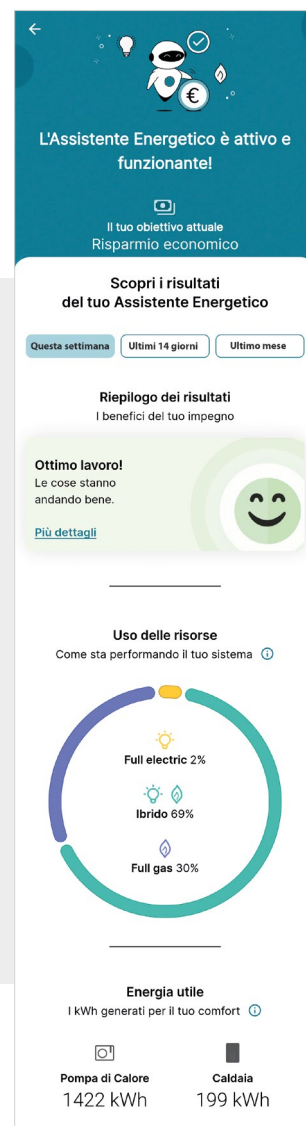 L'Assistente Energetico è attivo e
funzionante!
Il tuo obiettivo attuale
Risparmio economico
Scopri i risultati
del tuo Assistente Energetico
Questa settimana
Ultimi 14 giorni
Ultimo mese
Riepilogo dei risultati
I benefici del tuo impegno
Ottimo lavoro!
Le cose stanno
andando bene.
Più dettagli
Uso delle risorse
Come sta performando il tuo sistema
Full electric 2%
Ibrido 69%
Full gas 30%
Energia utile
I kWh generati per il tuo comfort
Pompa di Calore
1422 kWh
Caldaia
199 kWh